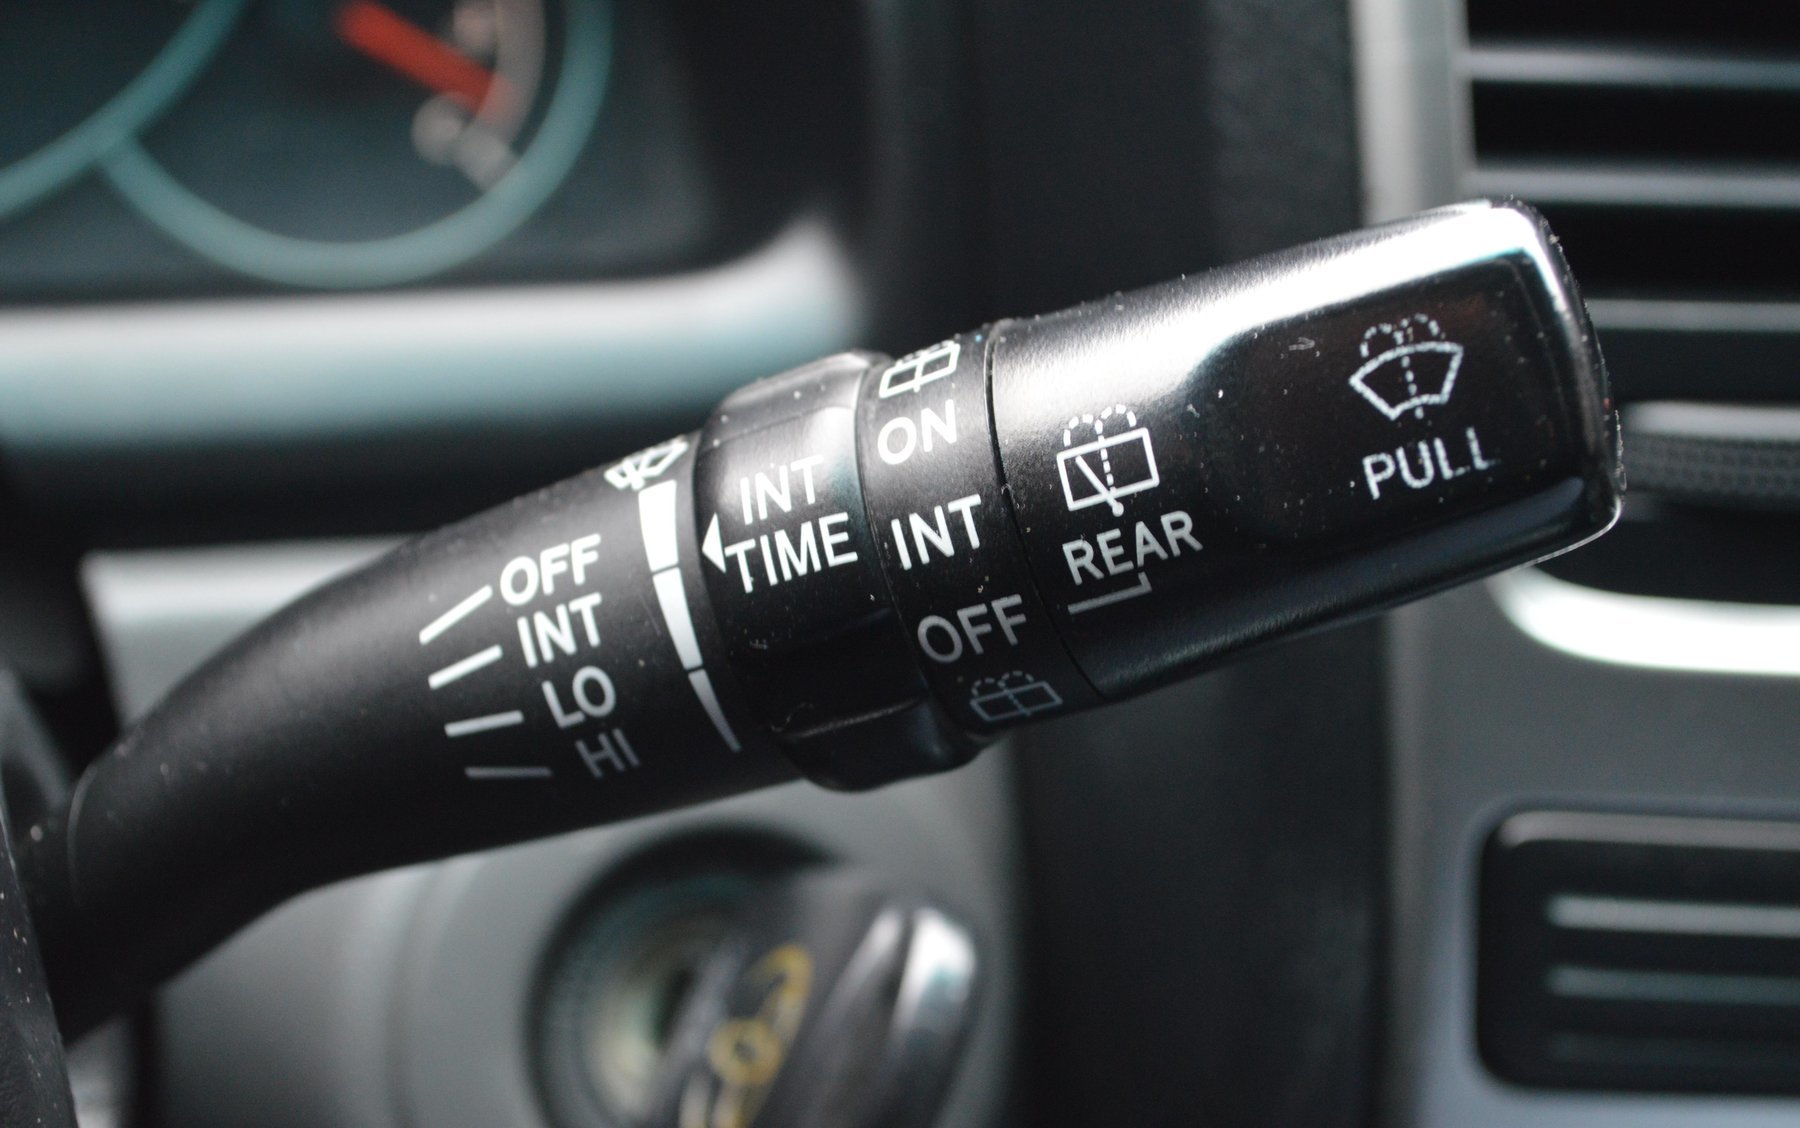 OFF
INT
LO
HI
INT
TIME
ON
INT
OFF
REAR
PULL